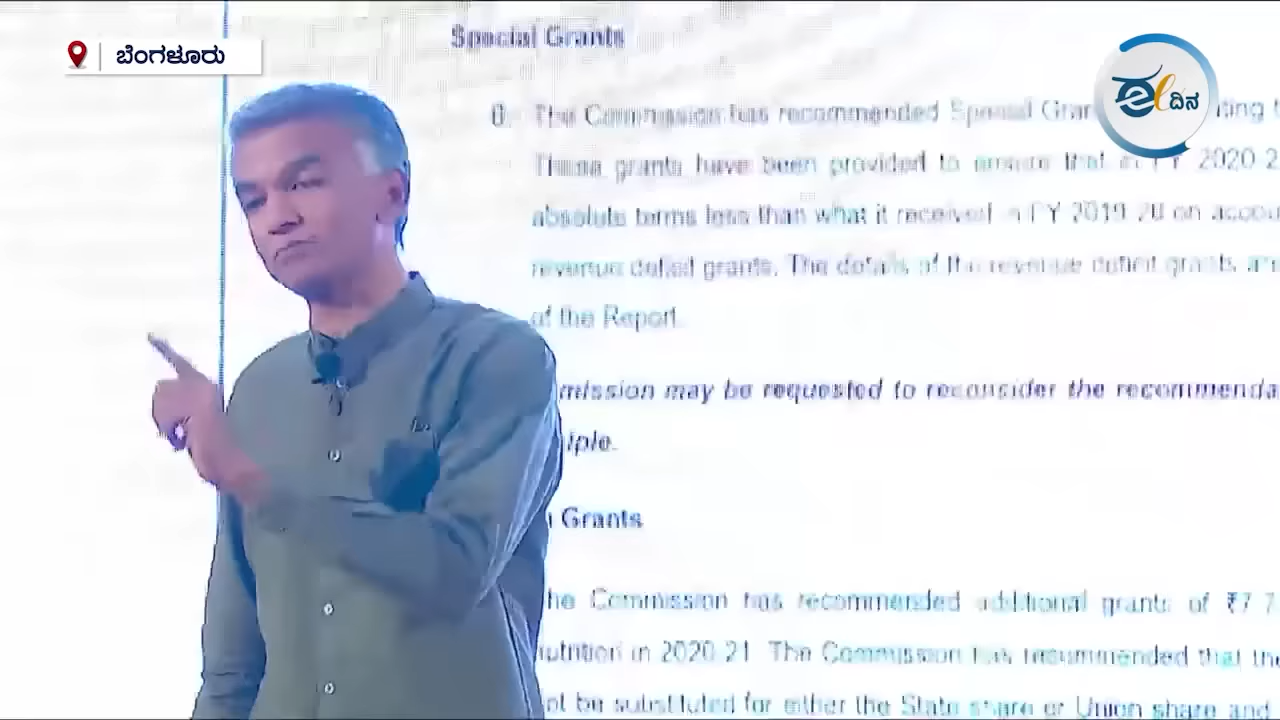 ಬೆಂಗಳೂರು
ಈ ದಿನ
Special Grants
6. The Commission has recommended Special
These grants have been provided to ensure that in FY 2020-2
absolute terms less than what it received in FY 2019-20 on accou
revenue deficit grants. The details of the revenue deficit grants are
of the Report.
mission may be requested to reconsider the recommenda
iple.
Grants
he Commission has recommended additional grants of ₹7,7
nutrition in 2020-21. The Commission has recommended that the
ot be substituted for either the State share or Union share and